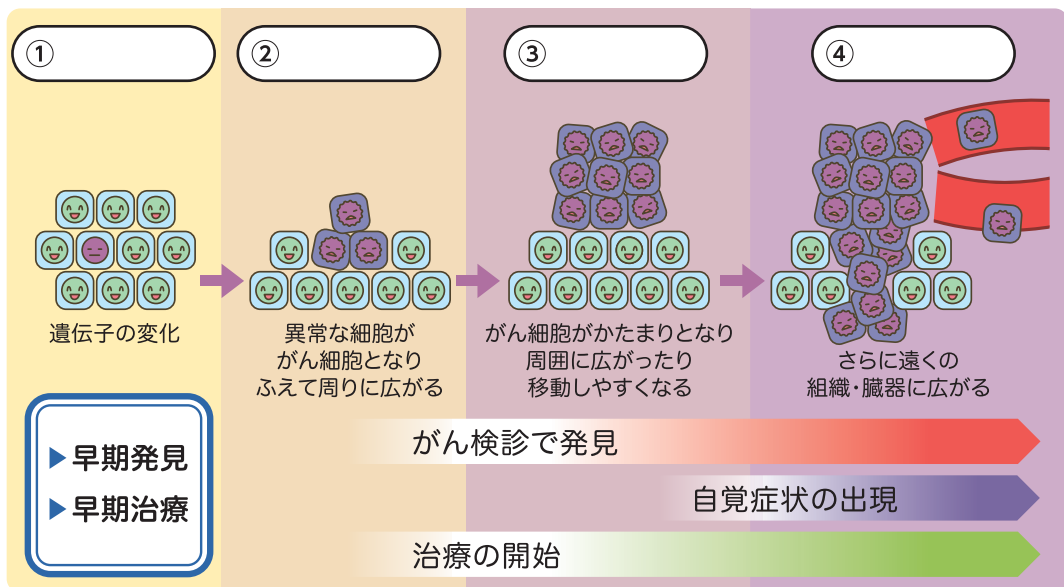 ①
②
③
④
遺伝子の変化
異常な細胞が
がん細胞となり
ふえて周りに広がる
がん細胞がかたまりとなり
周囲に広がったり
移動しやすくなる
さらに遠くの
組織・臓器に広がる
▶早期発見
▶早期治療
がん検診で発見
自覚症状の出現
治療の開始